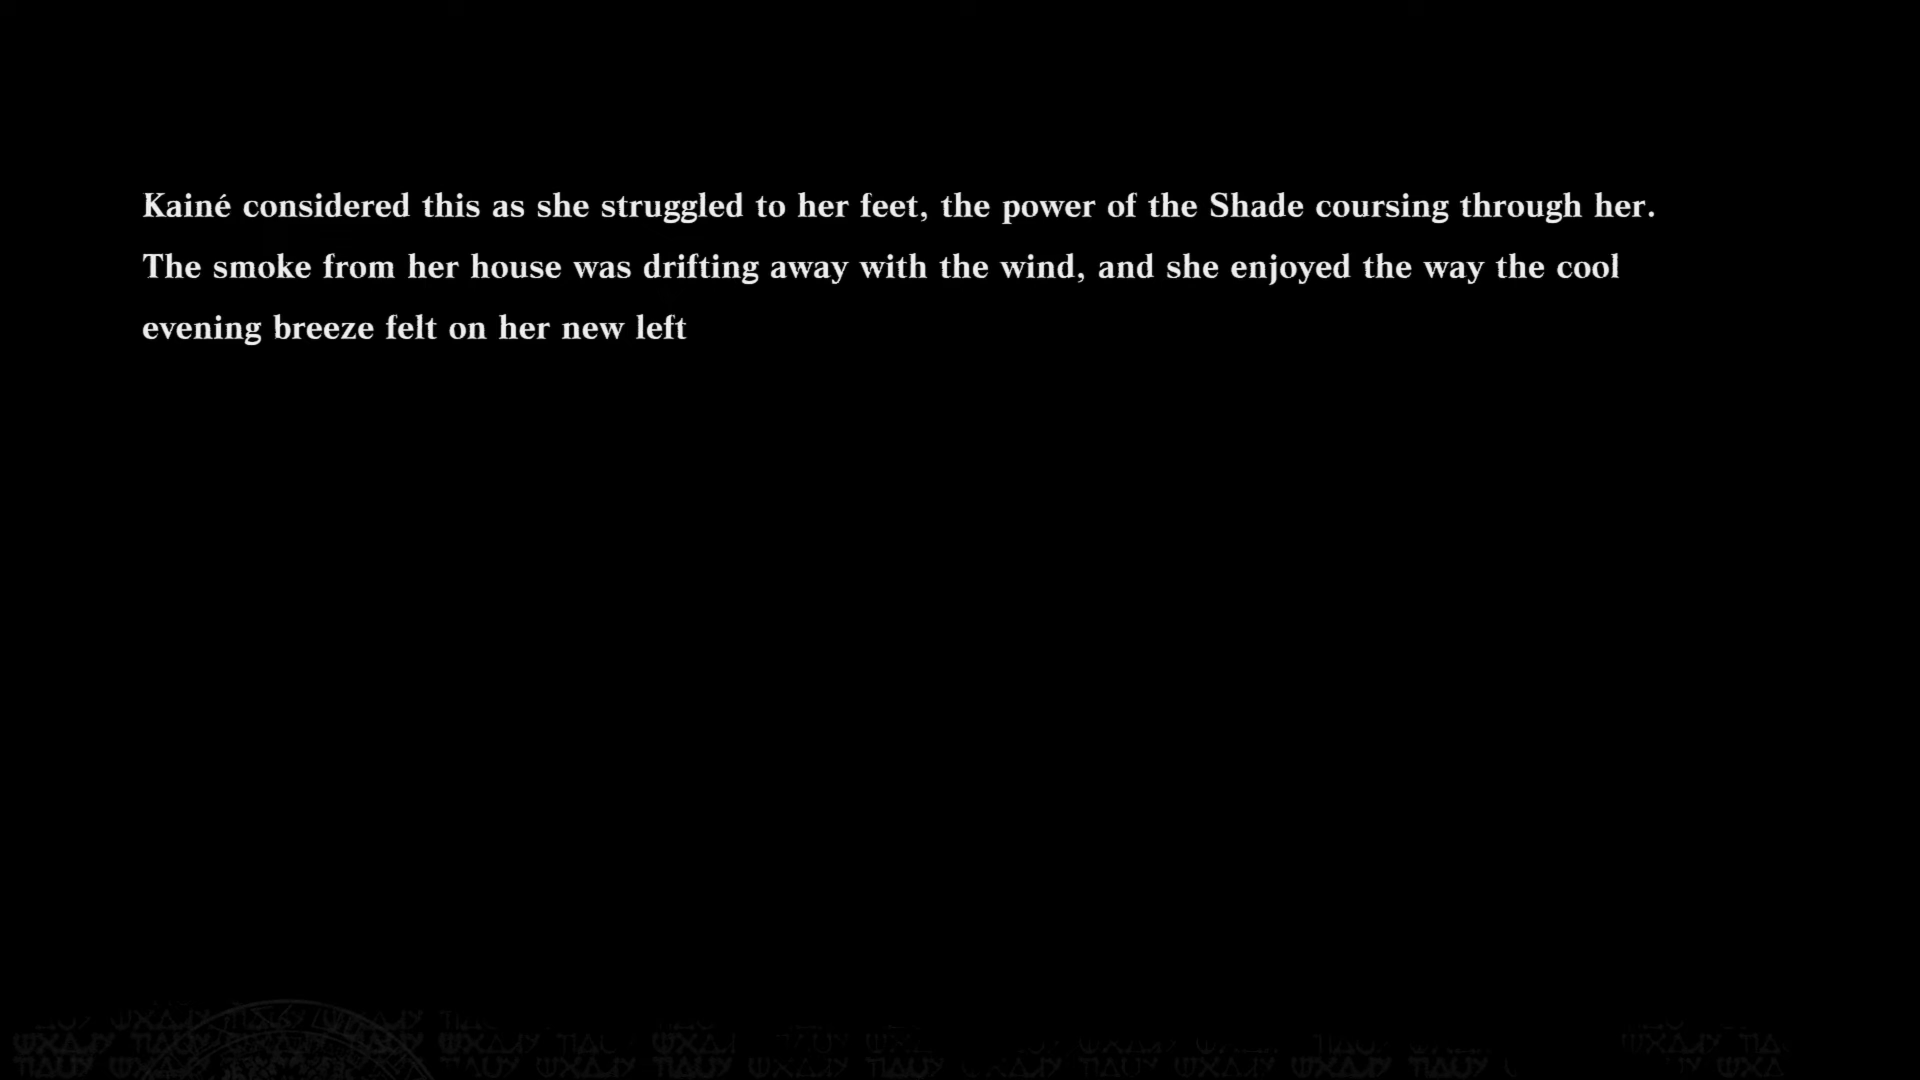 Kainé considered this as she struggled to her feet, the power of the Shade coursing through her.
The smoke from her house was drifting away with the wind, and she enjoyed the way the cool
evening breeze felt on her new left